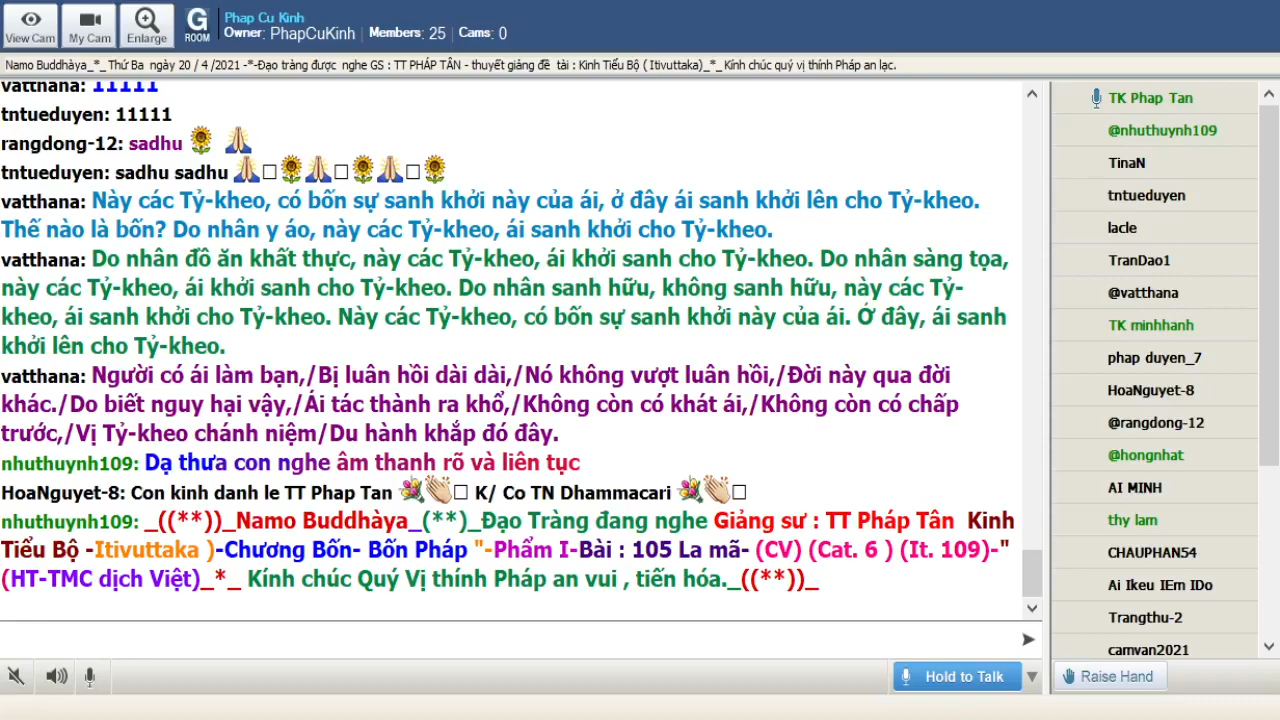 View Cam
My Cam
Enlarge
G
ROOM
Phap Cu Kinh
Owner: PhapCuKinh | Members: 25 | Cams: 0
Namo Buddhàya_*_ Thứ Ba ngày 20 / 4 /2021 -*-Đạo tràng được nghe GS : TT PHÁP TÂN - thuyết giảng đề tài : Kinh Tiểu Bộ ( Itivuttaka)_*_ Kính chúc quý vị thính Pháp an lạc.
vatthana: 11111
tntueduyen: 11111
rangdong-12: sadhu 🌻 🙏
tntueduyen: sadhu sadhu 🙏□🌻🙏□🌻🙏□🌻
vatthana: Này các Tỷ-kheo, có bốn sự sanh khởi này của ái, ở đây ái sanh khởi lên cho Tỷ-kheo.
Thế nào là bốn? Do nhân y áo, này các Tỷ-kheo, ái sanh khởi cho Tỷ-kheo.
vatthana: Do nhân đồ ăn khất thực, này các Tỷ-kheo, ái khởi sanh cho Tỷ-kheo. Do nhân sàng tọa,
này các Tỷ-kheo, ái khởi sanh cho Tỷ-kheo. Do nhân sanh hữu, không sanh hữu, này các Tỷ-
kheo, ái sanh khởi cho Tỷ-kheo. Này các Tỷ-kheo, có bốn sự sanh khởi này của ái. Ở đây, ái sanh
khởi lên cho Tỷ-kheo.
vatthana: Người có ái làm bạn,/Bị luân hồi dài dài,/Nó không vượt luân hồi,/Đời này qua đời
khác./Do biết nguy hại vậy,/Ái tác thành ra khổ,/Không còn có khát ái,/Không còn có chấp
trước,/Vị Tỷ-kheo chánh niệm/Du hành khắp đó đây.
nhuthuynh109: Dạ thưa con nghe âm thanh rõ và liên tục
HoaNguyet-8: Con kinh danh le TT Phap Tan 💐👏□ K/ Co TN Dhammacari 💐👏□
nhuthuynh109: _((**))_Namo Buddhàya_(**)_Đạo Tràng đang nghe Giảng sư : TT Pháp Tân Kinh
Tiểu Bộ -Itivuttaka )-Chương Bốn- Bốn Pháp "-Phẩm I-Bài : 105 La mã- (CV) (Cat. 6 ) (It. 109)-"
(HT-TMC dịch Việt)_*_ Kính chúc Quý Vị thính Pháp an vui , tiến hóa._((**))_
Hold to Talk
TK Phap Tan
@nhuthuynh109
TinaN
tntueduyen
lacle
TranDao1
@vatthana
TK minhhanh
phap duyen_7
HoaNguyet-8
@rangdong-12
@hongnhat
AI MINH
thy lam
CHAUPHAN54
Ai Ikeu IEm IDo
Trangthu-2
camvan2021
Raise Hand